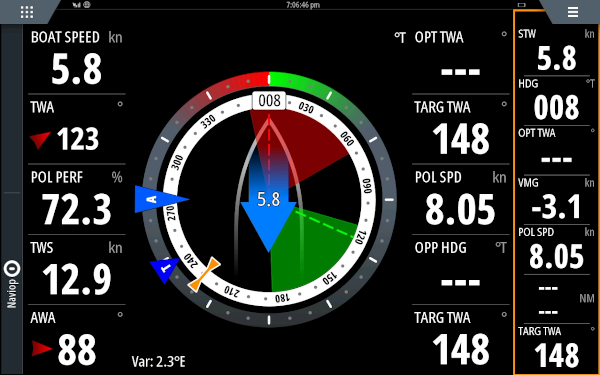 7:06:46 pm
BOAT SPEED kn
5.8
TWA °
123
POL PERF %
72.3
TWS kn
12.9
AWA °
88
Naviop
°T
008
030
060
090
120
150
180
210
240
270
300
330
A
T
5.8
Var: 2.3°E
OPT TWA °
---
TARG TWA °
148
POL SPD kn
8.05
OPP HDG °T
---
TARG TWA °
148
STW kn
5.8
HDG °T
008
OPT TWA °
---
VMG kn
-3.1
POL SPD kn
8.05
---
NM
---
TARG TWA °
148